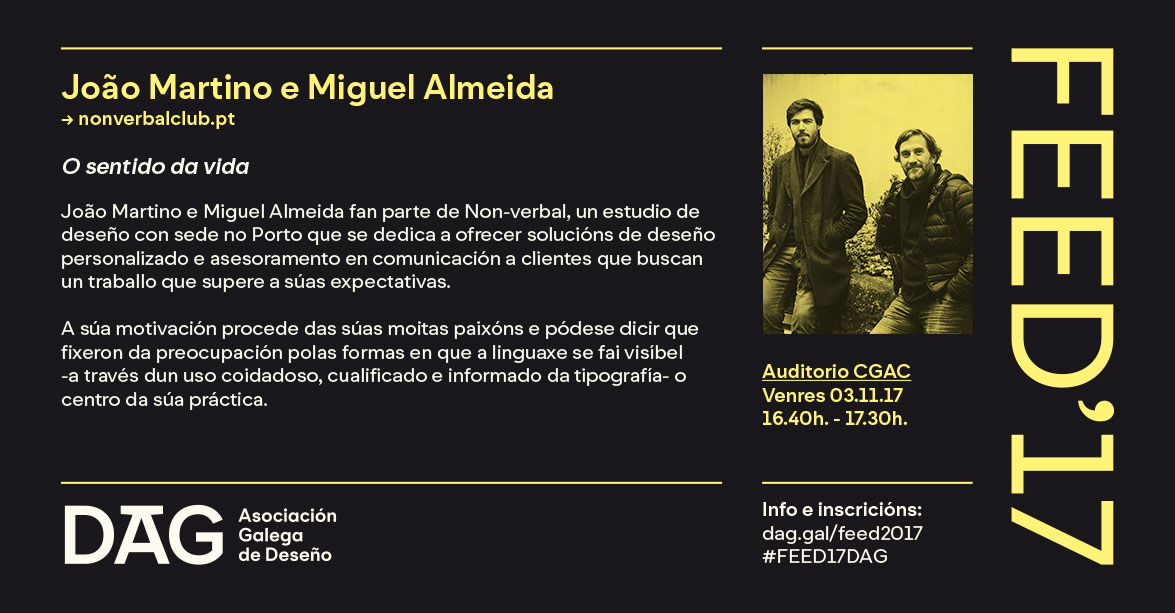 João Martino e Miguel Almeida
→ nonverbalclub.pt
O sentido da vida
João Martino e Miguel Almeida fan parte de Non-verbal, un estudio de
deseño con sede no Porto que se dedica a ofrecer solucións de deseño
personalizado e asesoramento en comunicación a clientes que buscan
un traballo que supere a súas expectativas.
A súa motivación procede das súas moitas paixóns e pódese dicir que
fixeron da preocupación polas formas en que a linguaxe se fai visíbel
-a través dun uso coidadoso, cualificado e informado da tipografía- o
centro da súa práctica.
Auditorio CGAC
Venres 03.11.17
16.40h. - 17.30h.
FEED'17
DAG
Asociación
Galega
de Deseño
Info e inscricións:
dag.gal/feed2017
#FEED17DAG